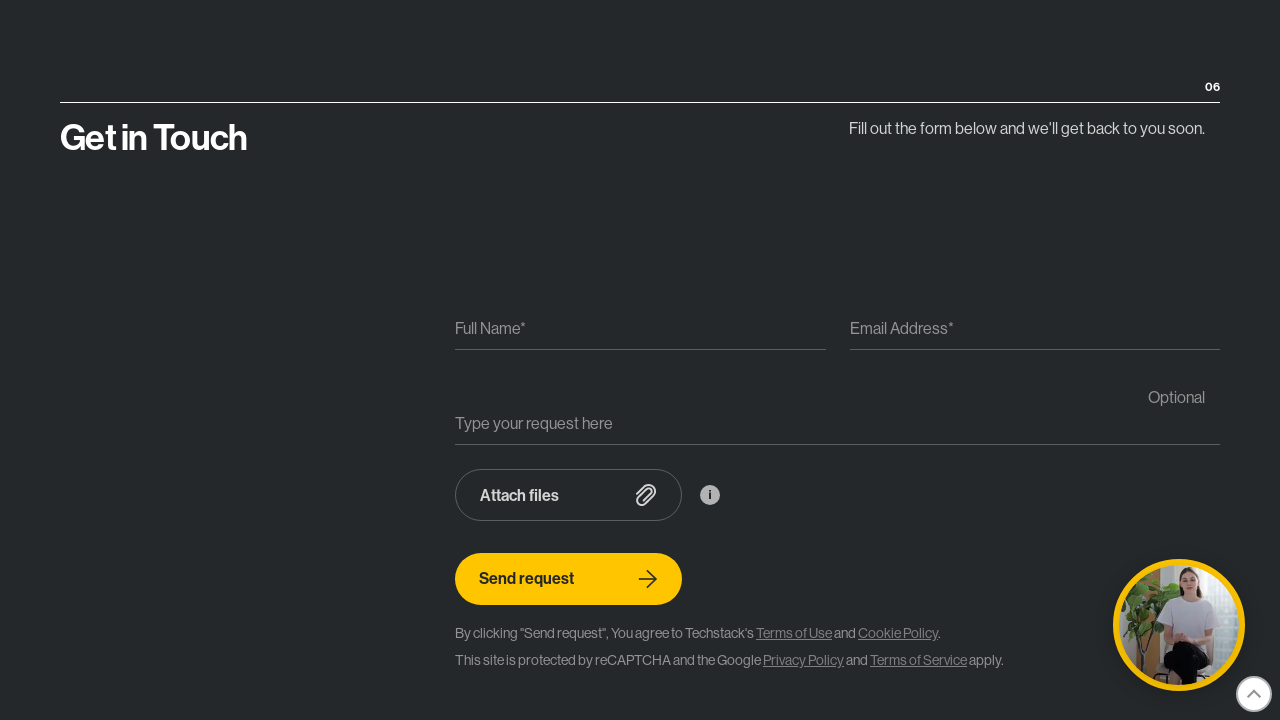 06
Get in Touch
Fill out the form below and we'll get back to you soon.
Full Name*
Email Address*
Optional
Type your request here
Attach files
i
Send request
By clicking "Send request", You agree to Techstack's Terms of Use and Cookie Policy.
This site is protected by reCAPTCHA and the Google Privacy Policy and Terms of Service apply.